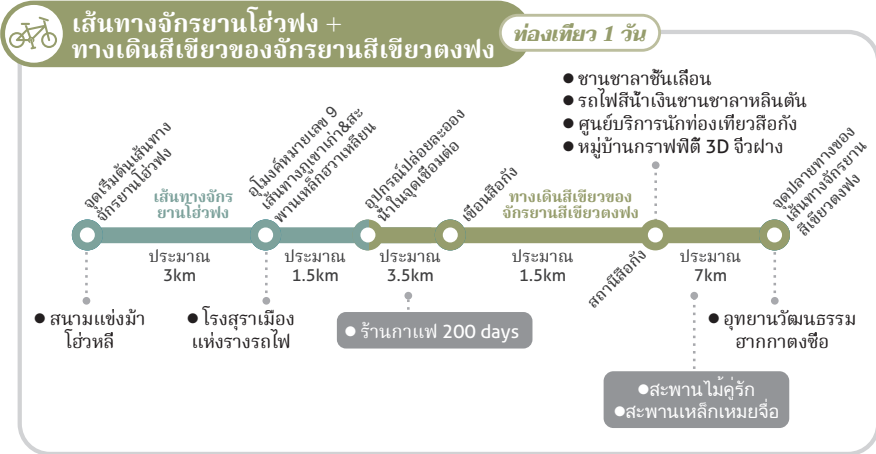 เส้นทางจักรยานโฮ่วฟง +
ทางเดินสีเขียวของจักรยานสีเขียวตงฟง
ท่องเที่ยว 1 วัน
● ชานชาลาชั้นเลือน
● รถไฟสีน้ำเงินชานชาลาหลินตัน
● ศูนย์บริการนักท่องเที่ยวสือกัง
● หมู่บ้านกราฟฟิตี 3D จิ่วฝาง
จุดเริ่มต้นเส้นทาง
จักรยานโฮ่วฟง
เส้นทางจักร
ยานโฮ่วฟง
อุโมงค์หมายเลข 9
เส้นทางภูเขาเก่า&สะ
พานเหล็กฮวาเหลียน
อุปกรณ์ปล่อยละออง
น้ำในจุดเชื่อมต่อ
เขื่อนสือกัง
ทางเดินสีเขียวของ
จักรยานสีเขียวตงฟง
สถานีสือกัง
จุดปลายทางของ
เส้นทางจักรยาน
สีเขียวตงฟง
ประมาณ
3km
ประมาณ
1.5km
ประมาณ
3.5km
ประมาณ
1.5km
ประมาณ
7km
● สนามแข่งม้า
โฮ่วหลี่
● โรงสุราเมือง
แห่งรางรถไฟ
● ร้านกาแฟ 200 days
● อุทยานวัฒนธรรม
ฮากกาตงซือ
●สะพานไม้คู่รัก
●สะพานเหล็กเหมยจื่อ